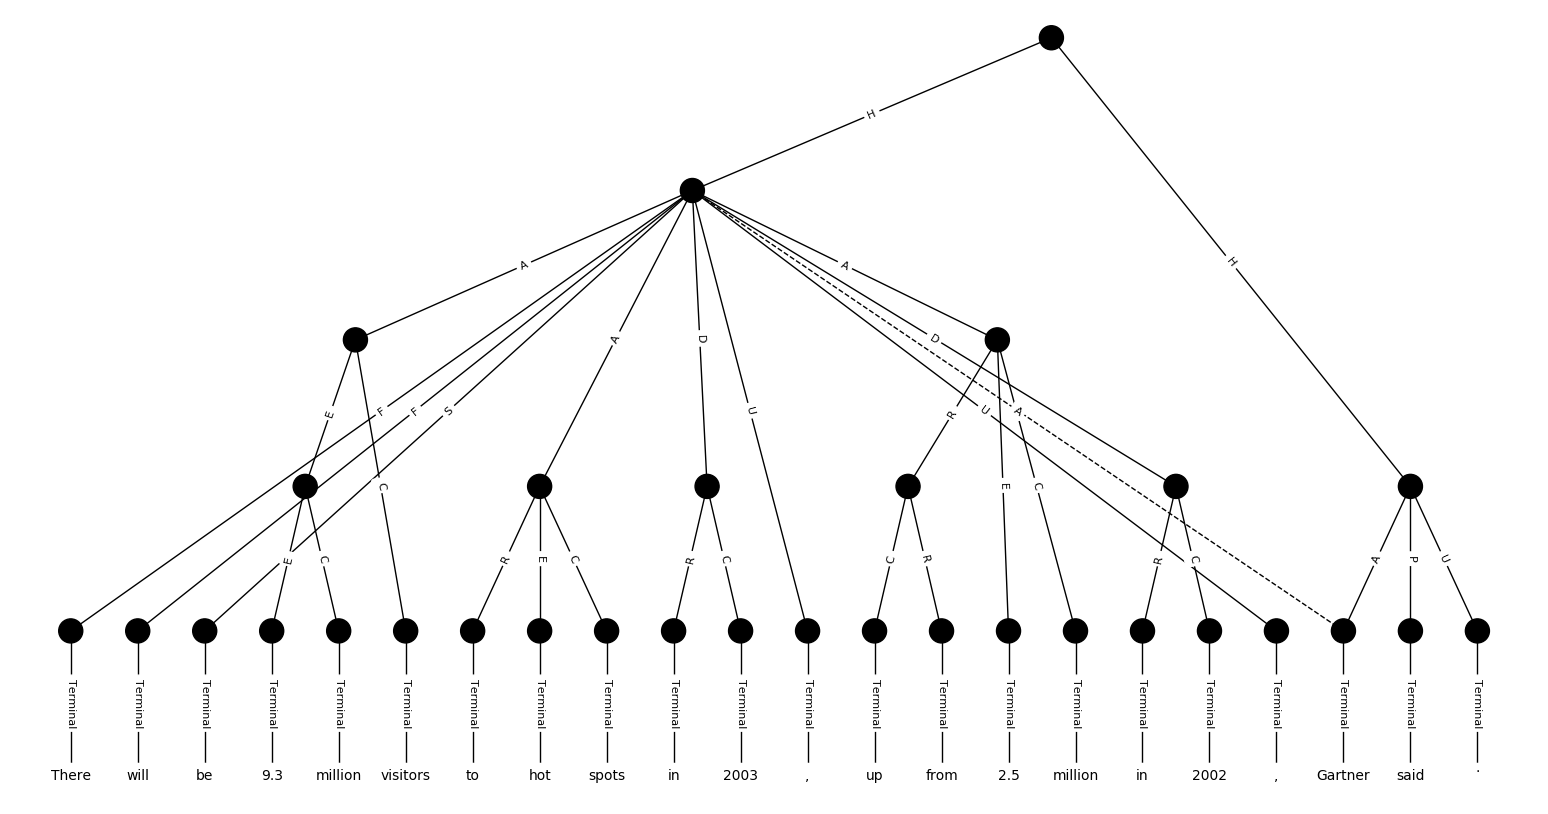 H
H
A
A
A
D
D
E
F
F
S
U
R
U
A
C
E
C
E
C
R
E
C
R
C
C
R
R
C
A
P
U
Terminal Terminal Terminal Terminal Terminal Terminal Terminal Terminal Terminal Terminal Terminal Terminal Terminal Terminal Terminal Terminal Terminal Terminal Terminal Terminal Terminal Terminal
There will be 9.3 million visitors to hot spots in 2003 , up from 2.5 million in 2002 , Gartner said .